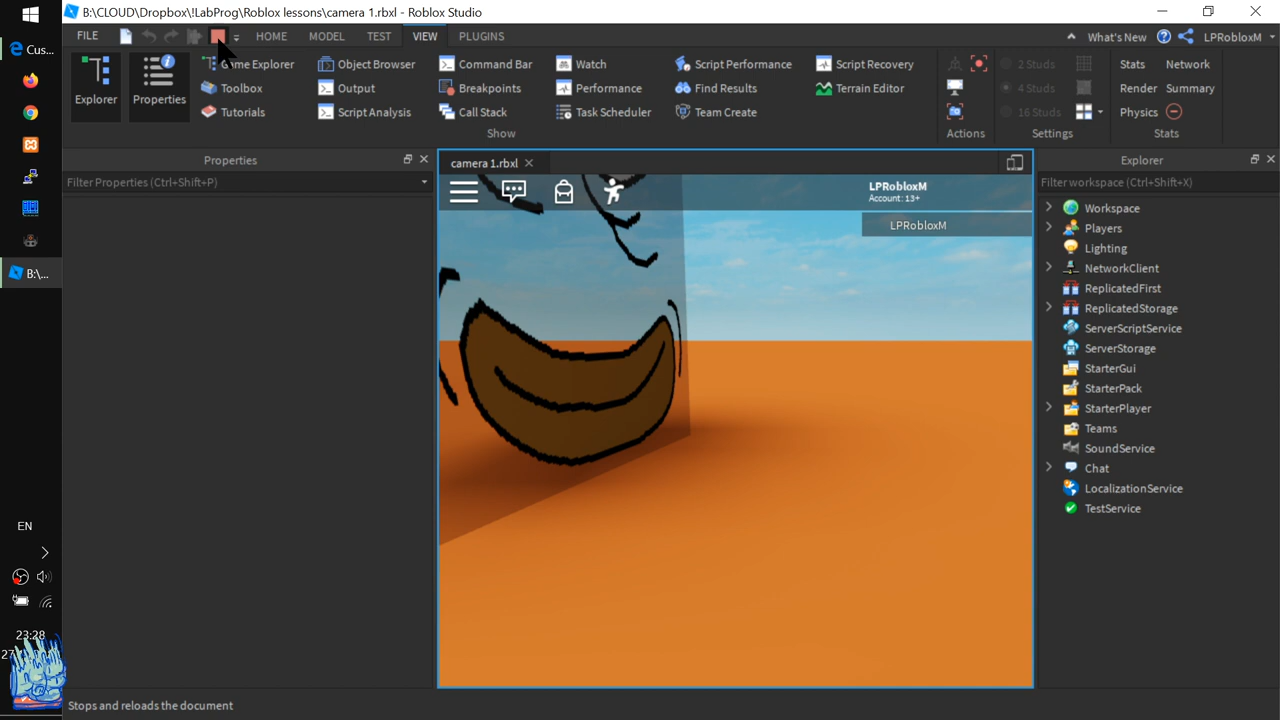 B:\CLOUD\Dropbox\!LabProg\Roblox lessons\camera 1.rbxl - Roblox Studio
FILE
HOME
MODEL
TEST
VIEW
PLUGINS
What's New
LPRobloxM
Explorer
Properties
Game Explorer
Toolbox
Tutorials
Object Browser
Output
Script Analysis
Command Bar
Breakpoints
Call Stack
Watch
Performance
Task Scheduler
Script Performance
Find Results
Team Create
Script Recovery
Terrain Editor
Show
Actions
2 Studs
4 Studs
16 Studs
Settings
Stats
Network
Render
Summary
Physics
Stats
Cus...
B:\...
EN
23:28
Properties
Filter Properties (Ctrl+Shift+P)
camera 1.rbxl
LPRobloxM
Account: 13+
LPRobloxM
Explorer
Filter workspace (Ctrl+Shift+X)
Workspace
Players
Lighting
NetworkClient
ReplicatedFirst
ReplicatedStorage
ServerScriptService
ServerStorage
StarterGui
StarterPack
StarterPlayer
Teams
SoundService
Chat
LocalizationService
TestService
Stops and reloads the document